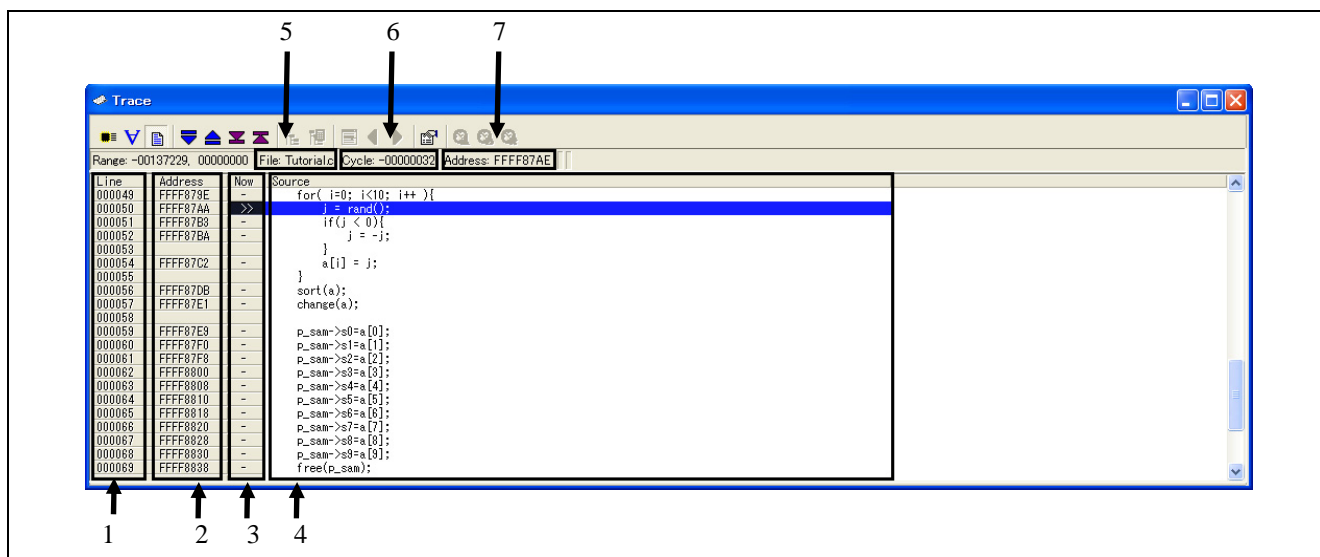 5 6 7
Trace
Range: -00137229, 00000000 File: Tutorial.c Cycle: -00000032 Address: FFFF87AE
Line Address Now Source
000049 FFFF879E - for( i=0; i<10; i++ ){
000050 FFFF87AA >> j = rand();
000051 FFFF87B3 - if(j < 0){
000052 FFFF87BA - j = -j;
000053 }
000054 FFFF87C2 - a[i] = j;
000055 }
000056 FFFF87DB - sort(a);
000057 FFFF87E1 - change(a);
000058
000059 FFFF87E9 - p_sam->s0=a[0];
000060 FFFF87F0 - p_sam->s1=a[1];
000061 FFFF87F8 - p_sam->s2=a[2];
000062 FFFF8800 - p_sam->s3=a[3];
000063 FFFF8808 - p_sam->s4=a[4];
000064 FFFF8810 - p_sam->s5=a[5];
000065 FFFF8818 - p_sam->s6=a[6];
000066 FFFF8820 - p_sam->s7=a[7];
000067 FFFF8828 - p_sam->s8=a[8];
000068 FFFF8830 - p_sam->s9=a[9];
000069 FFFF8838 - free(p_sam);
1 2 3 4